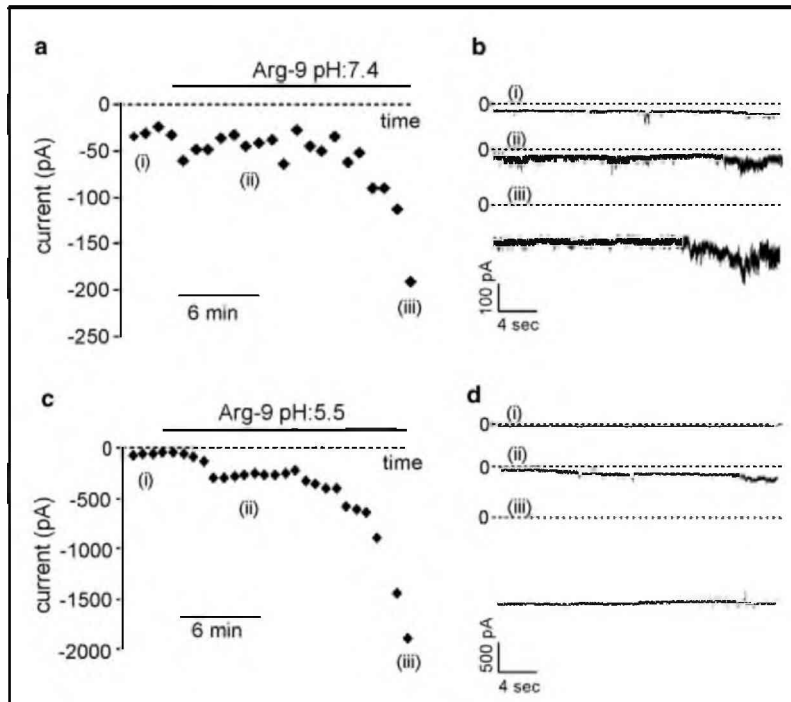 a
Arg-9 pH:7.4
0
time
-50
(i)
(ii)
-100
current (pA)
-150
-200
6 min
(iii)
-250
b
0 (i)
(ii)
0
(iii)
0
100 pA
4 sec
c
Arg-9 pH:5.5
0
time
(i)
-500
(ii)
current (pA)
-1000
-1500
6 min
-2000
(iii)
d
(i)
0
(ii)
0
(iii)
0
500 pA
4 sec